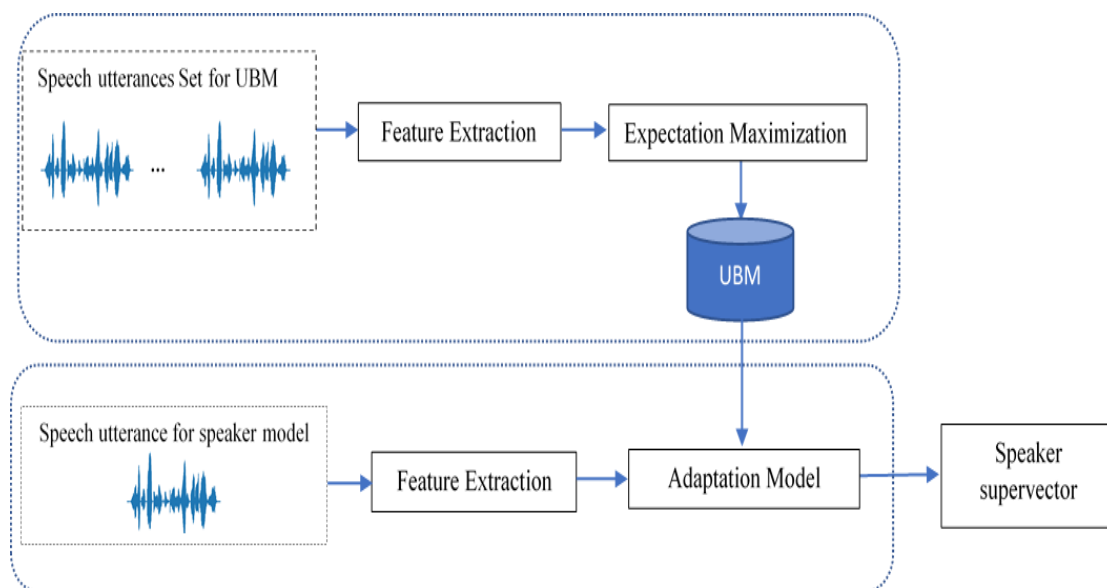 Speech utterances Set for UBM
...
Feature Extraction
Expectation Maximization
UBM
Speech utterance for speaker model
Feature Extraction
Adaptation Model
Speaker
supervector